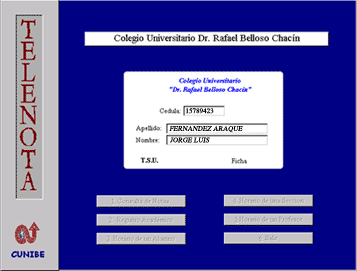 TELENOTA
Colegio Universitario Dr. Rafael Belloso Chacín
Colegio Universitario
"Dr. Rafael Belloso Chacín"
Cedula: 15789423
Apellido: FERNANDEZ ARAQUE
Nombre: JORGE LUIS
T.S.U. Ficha
1. Consulta de Notas
2. Registro Academico
3. Horario de un Alumno
4. Horario de una Seccion
5. Horario de un Profesor
6. Salir
CUNIBE